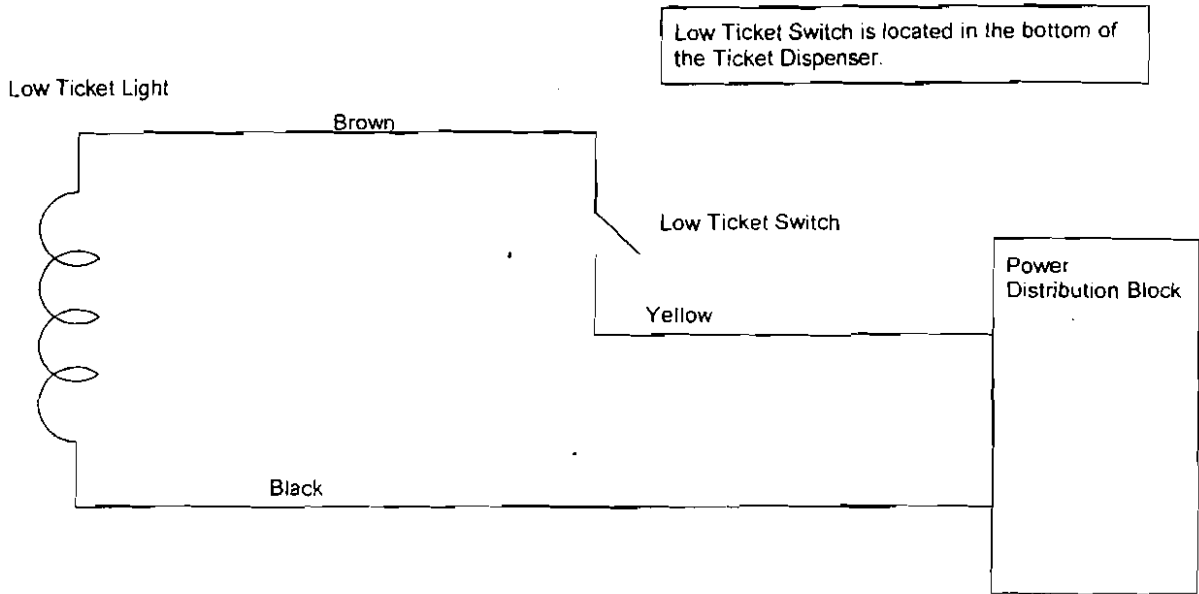 Low Ticket Switch is located in the bottom of
the Ticket Dispenser.
Low Ticket Light
Brown
Low Ticket Switch
Power
Distribution Block
Yellow
Black